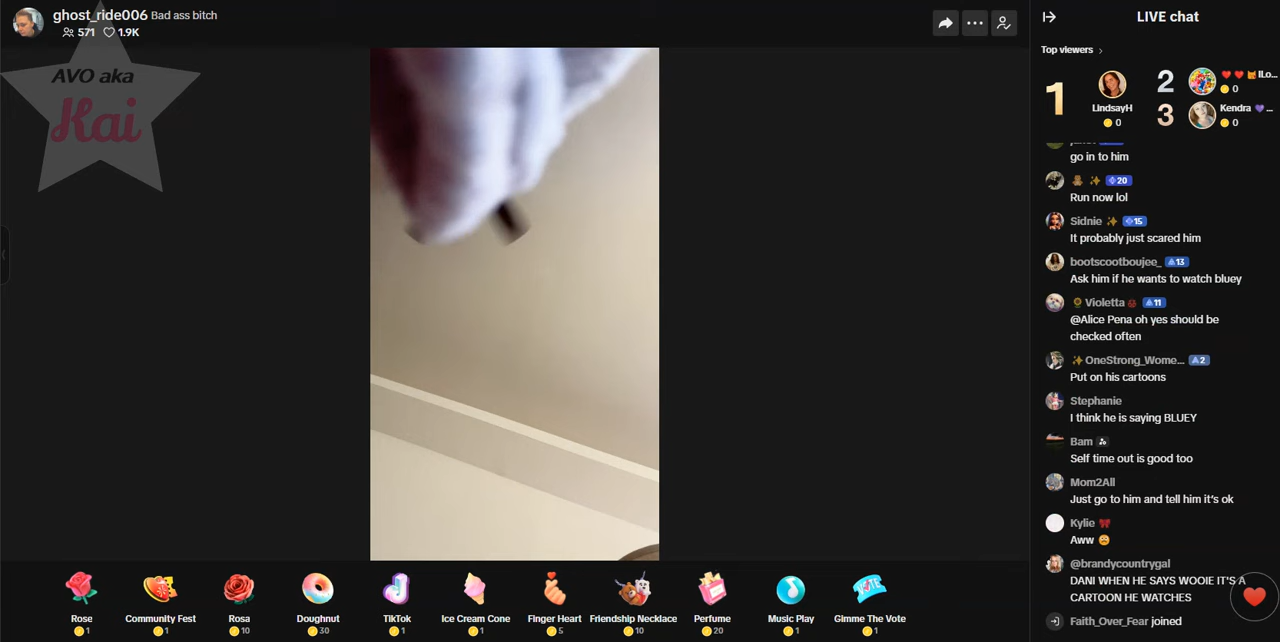 ghost_ride006 Bad ass bitch
571 1.9K
AVO aka
Kai
LIVE chat
Top viewers
1
LindsayH
0
2
ILo...
0
3
Kendra 💜 ...
0
go in to him
20
Run now lol
Sidnie 15
It probably just scared him
bootscootboujee_ 13
Ask him if he wants to watch bluey
Violetta 11
@Alice Pena oh yes should be
checked often
OneStrong_Wome... 2
Put on his cartoons
Stephanie
I think he is saying BLUEY
Bam
Self time out is good too
Mom2All
Just go to him and tell him it's ok
Kylie
Aww 😩
@brandycountrygal
DANI WHEN HE SAYS WOOIE IT'S A
CARTOON HE WATCHES
Faith_Over_Fear joined
Rose
1
Community Fest
1
Rosa
10
Doughnut
30
TikTok
1
Ice Cream Cone
1
Finger Heart
5
Friendship Necklace
10
Perfume
20
Music Play
1
VOTE
Gimme The Vote
1